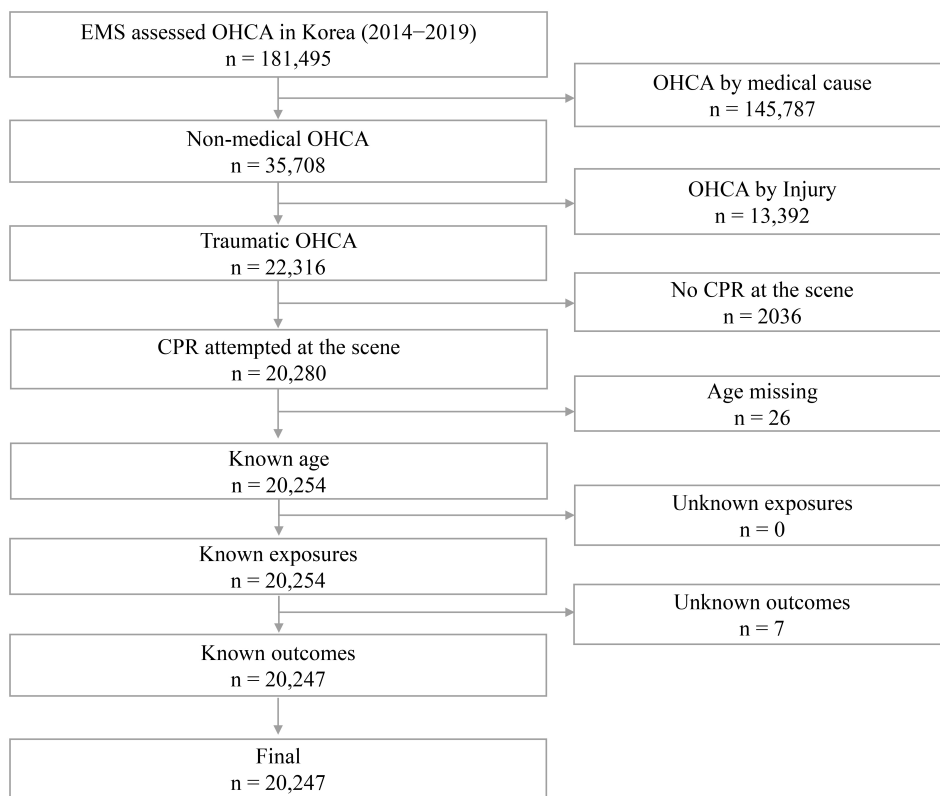 EMS assessed OHCA in Korea (2014−2019)
n = 181,495
OHCA by medical cause
n = 145,787
Non-medical OHCA
n = 35,708
OHCA by Injury
n = 13,392
Traumatic OHCA
n = 22,316
No CPR at the scene
n = 2036
CPR attempted at the scene
n = 20,280
Age missing
n = 26
Known age
n = 20,254
Unknown exposures
n = 0
Known exposures
n = 20,254
Unknown outcomes
n = 7
Known outcomes
n = 20,247
Final
n = 20,247